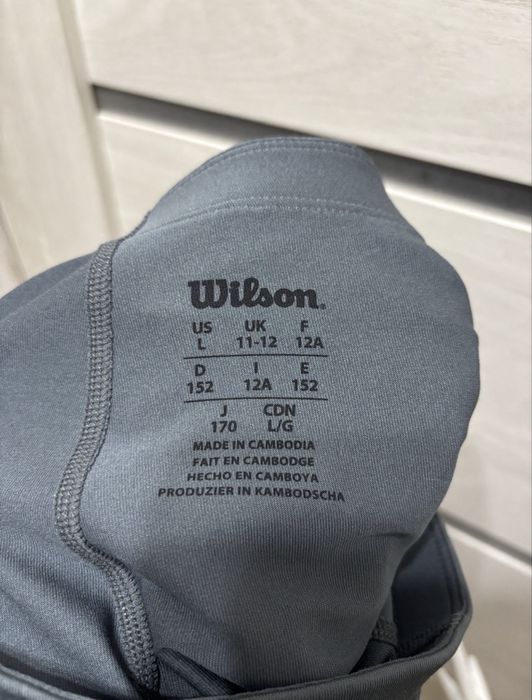 Wilson.
US UK F
L 11-12 12A
D I E
152 12A 152
J CDN
170 L/G
MADE IN CAMBODIA
FAIT EN CAMBODGE
HECHO EN CAMBOYA
PRODUZIER IN KAMBODSCHA